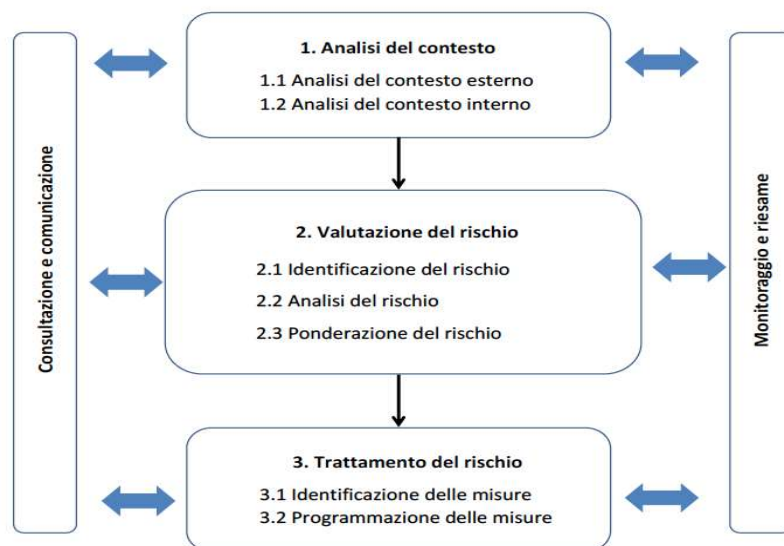 Consultazione e comunicazione
1. Analisi del contesto
1.1 Analisi del contesto esterno
1.2 Analisi del contesto interno
2. Valutazione del rischio
2.1 Identificazione del rischio
2.2 Analisi del rischio
2.3 Ponderazione del rischio
3. Trattamento del rischio
3.1 Identificazione delle misure
3.2 Programmazione delle misure
Monitoraggio e riesame